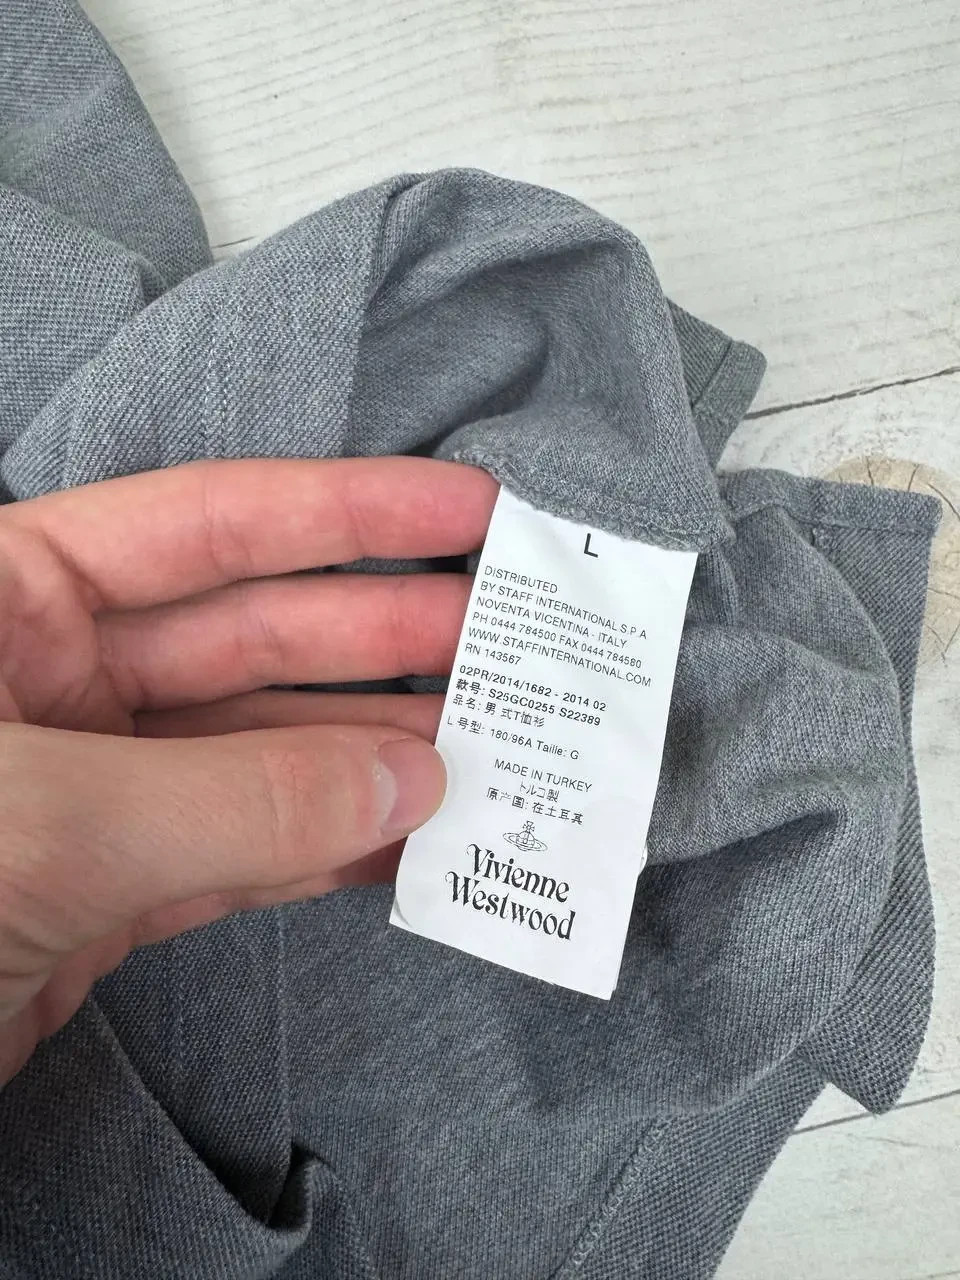 L
DISTRIBUTED
BY STAFF INTERNATIONAL S.P.A
NOVENTA VICENTINA - ITALY
PH 0444 784500 FAX 0444 784580
WWW.STAFFINTERNATIONAL.COM
RN 143567
02PR/2014/1682 - 2014 02
款号: S25GC0255 S22389
品名: 男 式T恤衫
L 号型: 180/96A Taille: G
MADE IN TURKEY
トルコ製
原产国: 在土耳其
Vivienne
Westwood